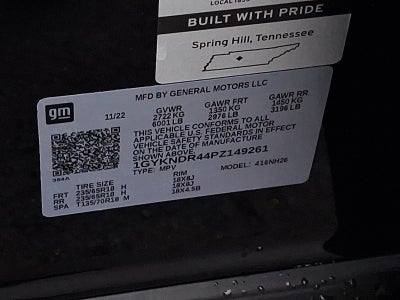 LOCAL 1853
BUILT WITH PRIDE
Spring Hill, Tennessee
gm
MFD BY GENERAL MOTORS LLC
11/22 GVWR GAWR FRT GAWR RR
2722 KG 1350 KG 1450 KG
6001 LB 2976 LB 3196 LB
THIS VEHICLE CONFORMS TO ALL
APPLICABLE U.S. FEDERAL MOTOR
VEHICLE SAFETY STANDARDS IN EFFECT
ON THE DATE OF MANUFACTURE
SHOWN ABOVE.
1GYKNDR44PZ149261
TYPE: MPV MODEL: 416NH26
384A
TIRE SIZE RIM
FRT 235/65R18 H 18X8J
RR 235/65R18 H 18X8J
SPA T135/70R18 M 18X4.5B